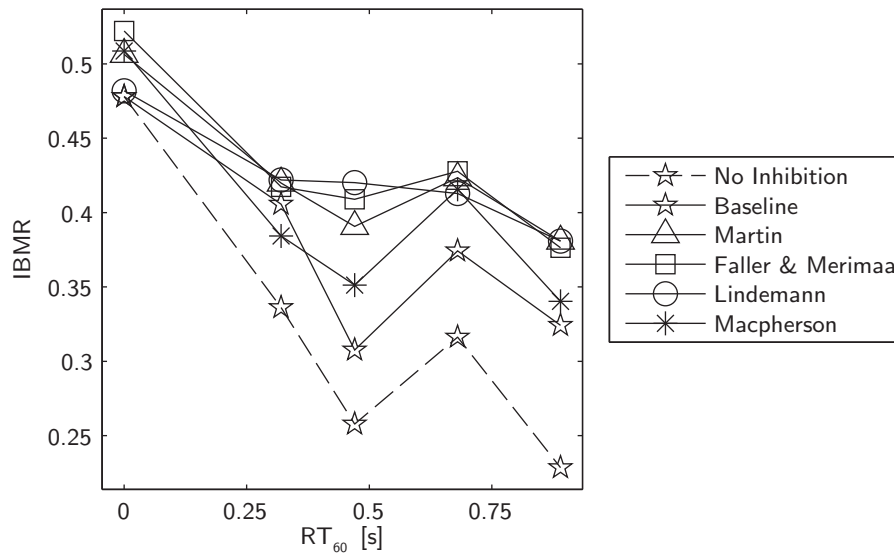 0.5
0.45
0.4
0.35
0.3
0.25
IBMR
0
0.25
0.5
0.75
RT60 [s]
No Inhibition
Baseline
Martin
Faller & Merimaa
Lindemann
Macpherson